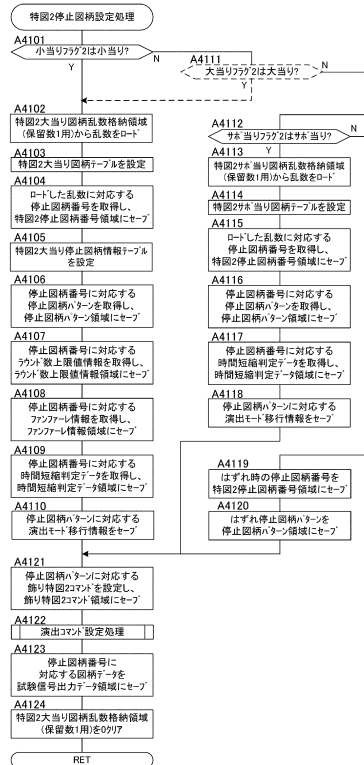 特図2停止図柄設定処理
A4101
小当りフラグ2は小当り?
N
Y
A4111
大当りフラグ2は大当り?
N
Y
A4102
特図2大当り図柄乱数格納領域
(保留数1用)から乱数をロード
A4103
特図2大当り図柄テーブルを設定
A4104
ロードした乱数に対応する
停止図柄番号を取得し、
特図2停止図柄番号領域にセーブ
A4105
特図2大当り停止図柄情報テーブル
を設定
A4106
停止図柄番号に対応する
停止図柄パターンを取得し、
停止図柄パターン領域にセーブ
A4107
停止図柄番号に対応する
ラウンド数上限値情報を取得し、
ラウンド数上限値情報領域にセーブ
A4108
停止図柄番号に対応する
ファンファーレ情報を取得し、
ファンファーレ情報領域にセーブ
A4109
停止図柄番号に対応する
時間短縮判定データを取得し、
時間短縮判定データ領域にセーブ
A4110
停止図柄パターンに対応する
演出モード移行情報をセーブ
A4112
サポ当りフラグ2はサポ当り?
N
Y
A4113
特図2サポ当り図柄乱数格納領域
(保留数1用)から乱数をロード
A4114
特図2サポ当り図柄テーブルを設定
A4115
ロードした乱数に対応する
停止図柄番号を取得し、
特図2停止図柄番号領域にセーブ
A4116
停止図柄番号に対応する
停止図柄パターンを取得し、
停止図柄パターン領域にセーブ
A4117
停止図柄番号に対応する
時間短縮判定データを取得し、
時間短縮判定データ領域にセーブ
A4118
停止図柄パターンに対応する
演出モード移行情報をセーブ
A4119
はずれ時の停止図柄番号を
特図2停止図柄番号領域にセーブ
A4120
はずれ停止図柄パターンを
停止図柄パターン領域にセーブ
A4121
停止図柄パターンに対応する
飾り特図2コマンドを設定し、
飾り特図2コマンド領域にセーブ
A4122
演出コマンド設定処理
A4123
停止図柄番号に
対応する図柄データを
試験信号出力データ領域にセーブ
A4124
特図2大当り図柄乱数格納領域
(保留数1用)を0クリア
RET